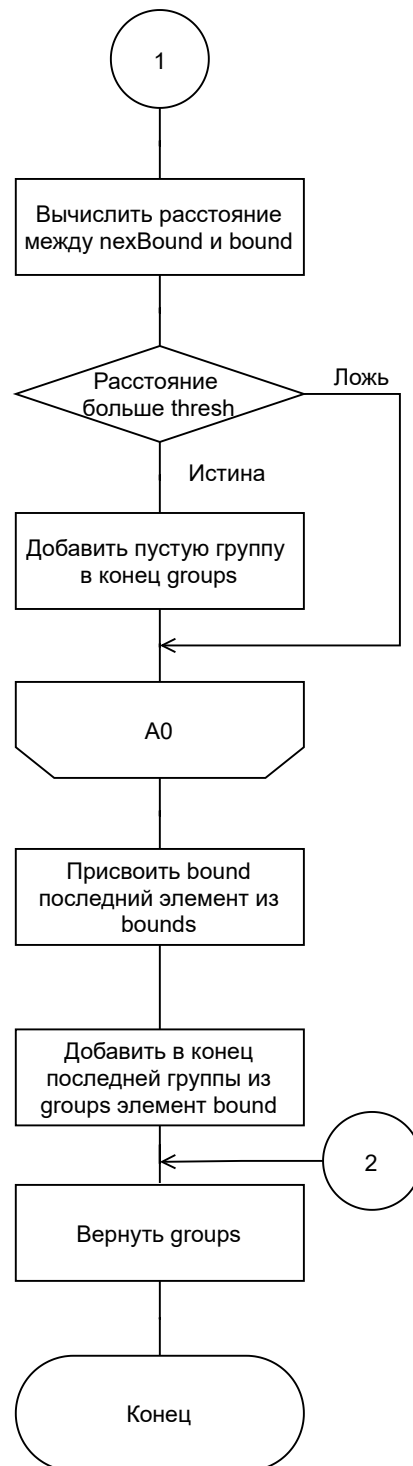 1
Вычислить расстояние
между nexBound и bound
Расстояние
больше thresh
Ложь
Истина
Добавить пустую группу
в конец groups
A0
Присвоить bound
последний элемент из
bounds
Добавить в конец
последней группы из
groups элемент bound
2
Вернуть groups
Конец